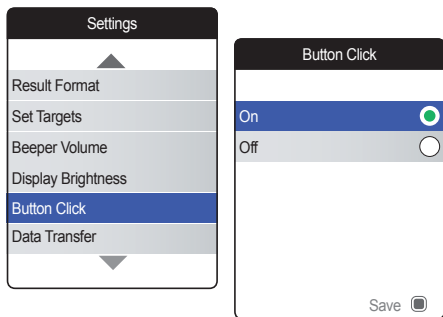 Settings
Result Format
Set Targets
Beeper Volume
Display Brightness
Button Click
Data Transfer
Button Click
On
Off
Save